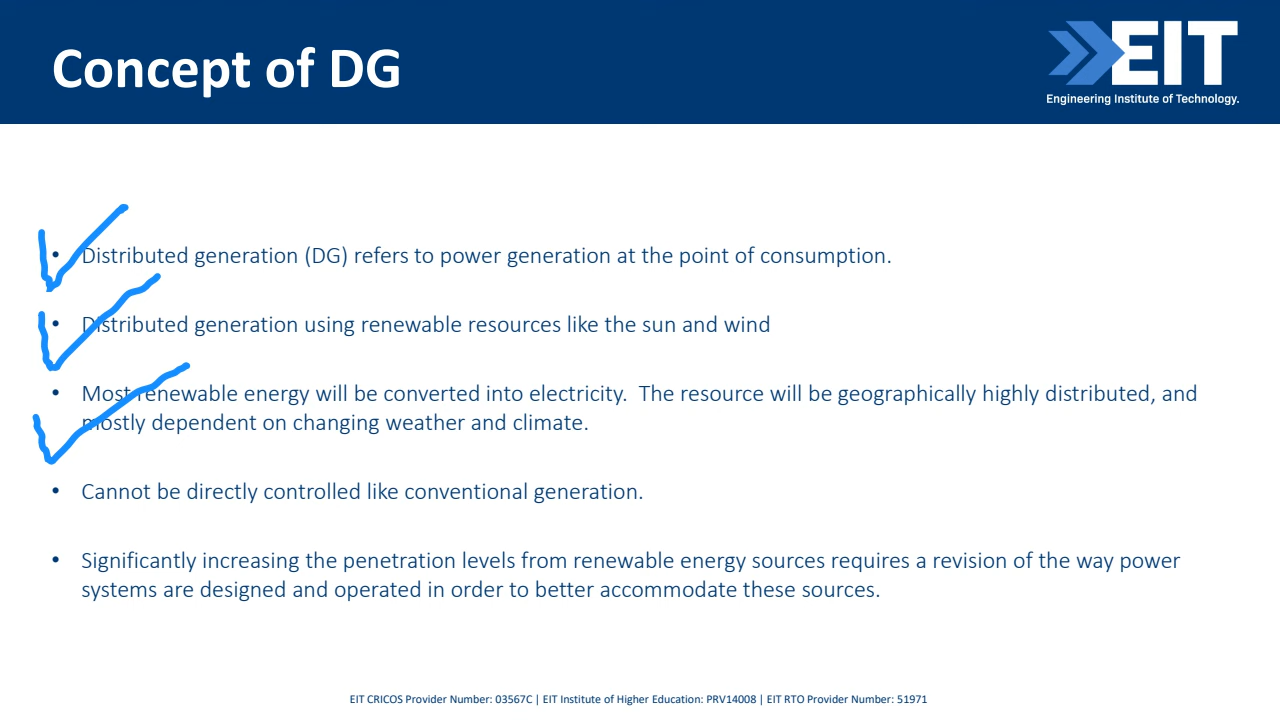 Concept of DG
EIT
Engineering Institute of Technology.
• Distributed generation (DG) refers to power generation at the point of consumption.
• Distributed generation using renewable resources like the sun and wind
• Most renewable energy will be converted into electricity.  The resource will be geographically highly distributed, and
mostly dependent on changing weather and climate.
• Cannot be directly controlled like conventional generation.
• Significantly increasing the penetration levels from renewable energy sources requires a revision of the way power
systems are designed and operated in order to better accommodate these sources.
EIT CRICOS Provider Number: 03567C | EIT Institute of Higher Education: PRV14008 | EIT RTO Provider Number: 51971